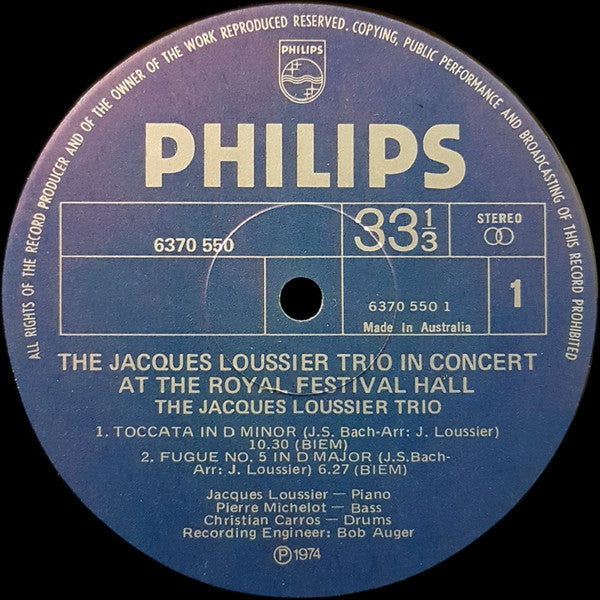 ALL RIGHTS OF THE RECORD PRODUCER AND OF THE OWNER OF THE WORK REPRODUCED RESERVED. COPYING, PUBLIC PERFORMANCE AND BROADCASTING OF THIS RECORD PROHIBITED
PHILIPS
PHILIPS
6370 550
33 1/3
STEREO
6370 550 1
1
Made In Australia
THE JACQUES LOUSSIER TRIO IN CONCERT
AT THE ROYAL FESTIVAL HALL
THE JACQUES LOUSSIER TRIO
1. TOCCATA IN D MINOR (J.S. Bach-Arr: J. Loussier)
10.30 (BIEM)
2. FUGUE NO. 5 IN D MAJOR (J.S.Bach-
Arr: J. Loussier) 6.27 (BIEM)
Jacques Loussier — Piano
Pierre Michelot — Bass
Christian Carros — Drums
Recording Engineer: Bob Auger
Ⓟ1974